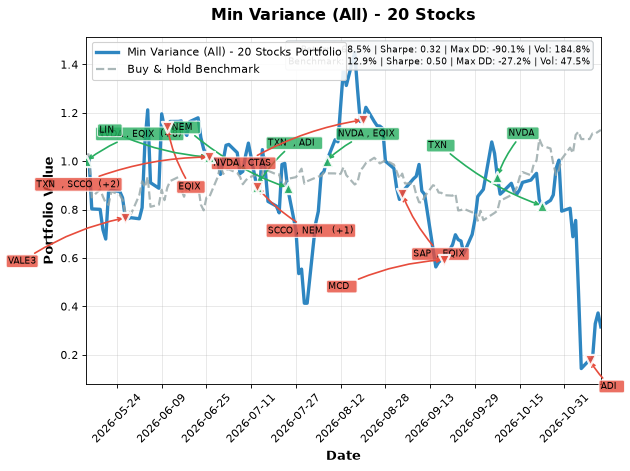 Min Variance (All) - 20 Stocks
Min Variance (All) - 20 Stocks Portfolio
Buy & Hold Benchmark
8.5% | Sharpe: 0.32 | Max DD: -90.1% | Vol: 184.8%
12.9% | Sharpe: 0.50 | Max DD: -27.2% | Vol: 47.5%
1.4
1.2
1.0
0.8
0.6
0.4
0.2
Portfolio Value
LIN
, EQIX
NEM
TXN , ADI
NVDA , EQIX
TXN
NVDA
NVDA , CTAS
TXN , SCCO (+2)
EQIX
SCCO , NEM (+1)
VALE3
MCD
SAP , EQIX
ADI
2026-05-24
2026-06-09
2026-06-25
2026-07-11
2026-07-27
2026-08-12
2026-08-28
2026-09-13
2026-09-29
2026-10-15
2026-10-31
Date